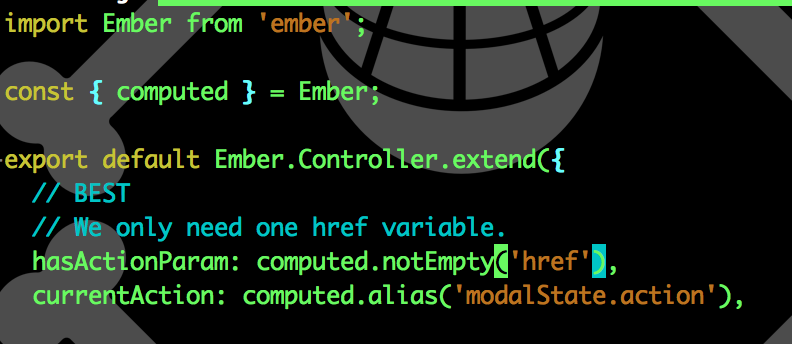 import Ember from 'ember';
const { computed } = Ember;
export default Ember.Controller.extend({
// BEST
// We only need one href variable.
hasActionParam: computed.notEmpty('href'),
currentAction: computed.alias('modalState.action'),